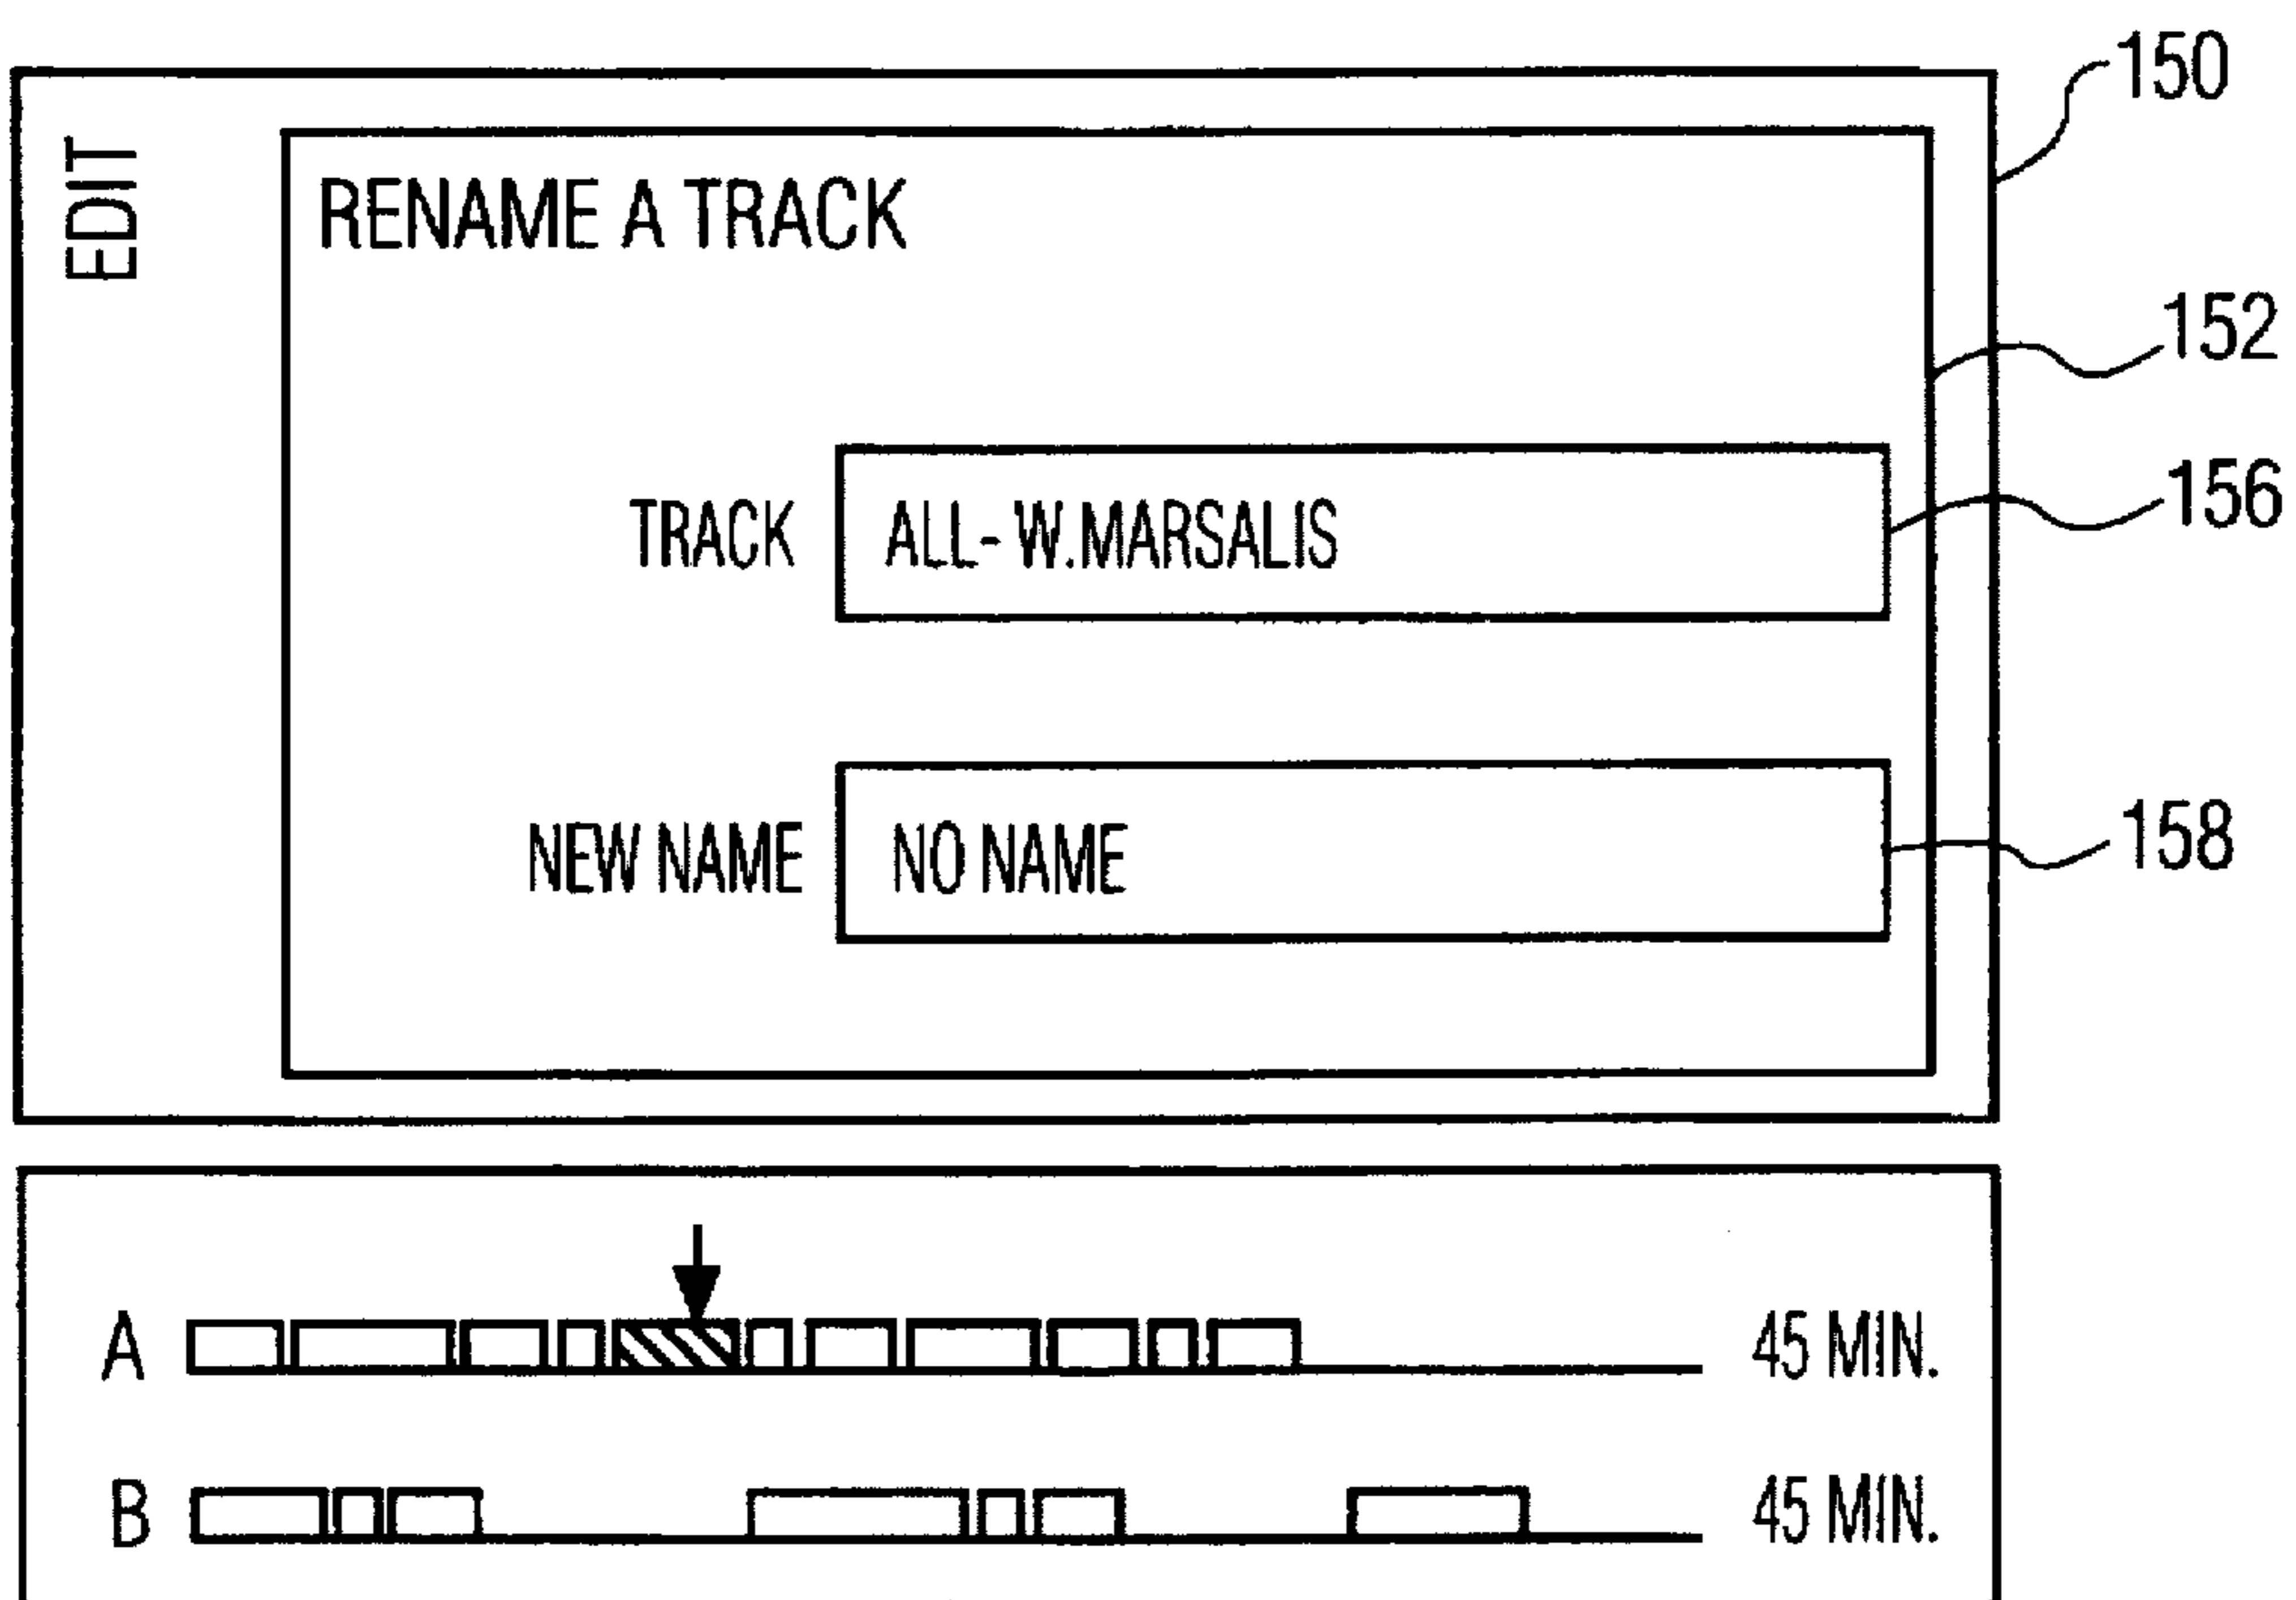 150
EDIT
RENAME A TRACK
152
TRACK ALL- W.MARSALIS
156
NEW NAME NO NAME
158
A 45 MIN.
B 45 MIN.